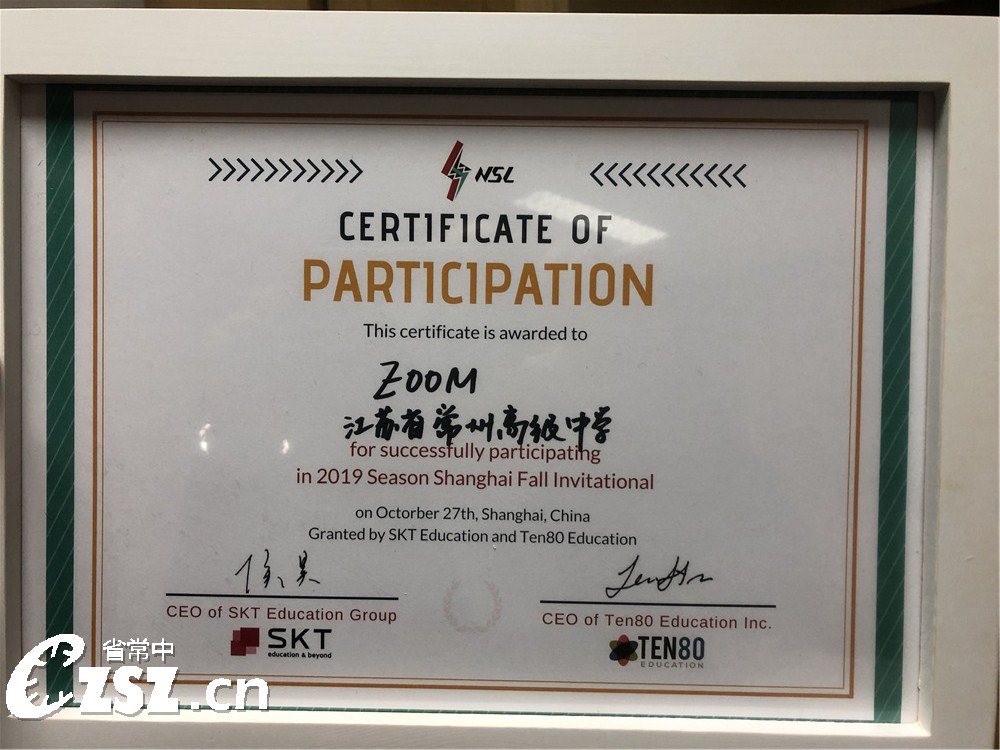 NSL
CERTIFICATE OF
PARTICIPATION
This certificate is awarded to
ZOOM
江苏省常州高级中学
for successfully participating
in 2019 Season Shanghai Fall Invitational
on Octorber 27th, Shanghai, China
Granted by SKT Education and Ten80 Education
CEO of SKT Education Group
SKT
education & beyond
CEO of Ten80 Education Inc.
TEN80
EDUCATION
省常中
czsz.cn